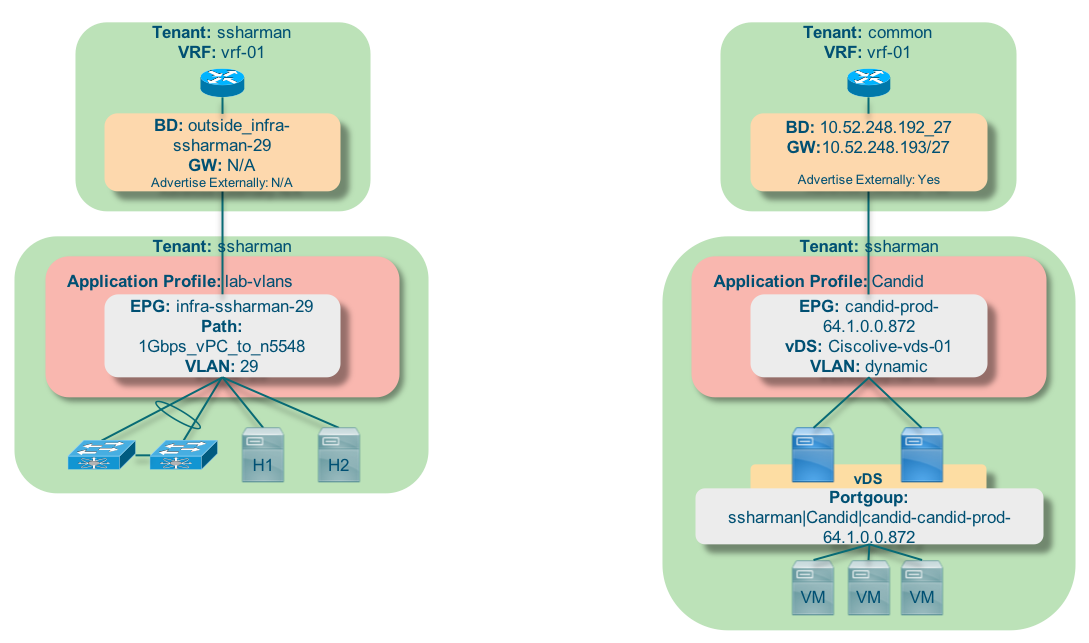 Tenant: ssharman
VRF: vrf-01
BD: outside_infra-
ssharman-29
GW: N/A
Advertise Externally: N/A
Tenant: ssharman
Application Profile: lab-vlans
EPG: infra-ssharman-29
Path:
1Gbps_vPC_to_n5548
VLAN: 29
H1
H2
Tenant: common
VRF: vrf-01
BD: 10.52.248.192_27
GW:10.52.248.193/27
Advertise Externally: Yes
Tenant: ssharman
Application Profile: Candid
EPG: candid-prod-
64.1.0.0.872
vDS: Ciscolive-vds-01
VLAN: dynamic
vDS
Portgoup:
ssharman|Candid|candid-candid-prod-
64.1.0.0.872
VM
VM
VM